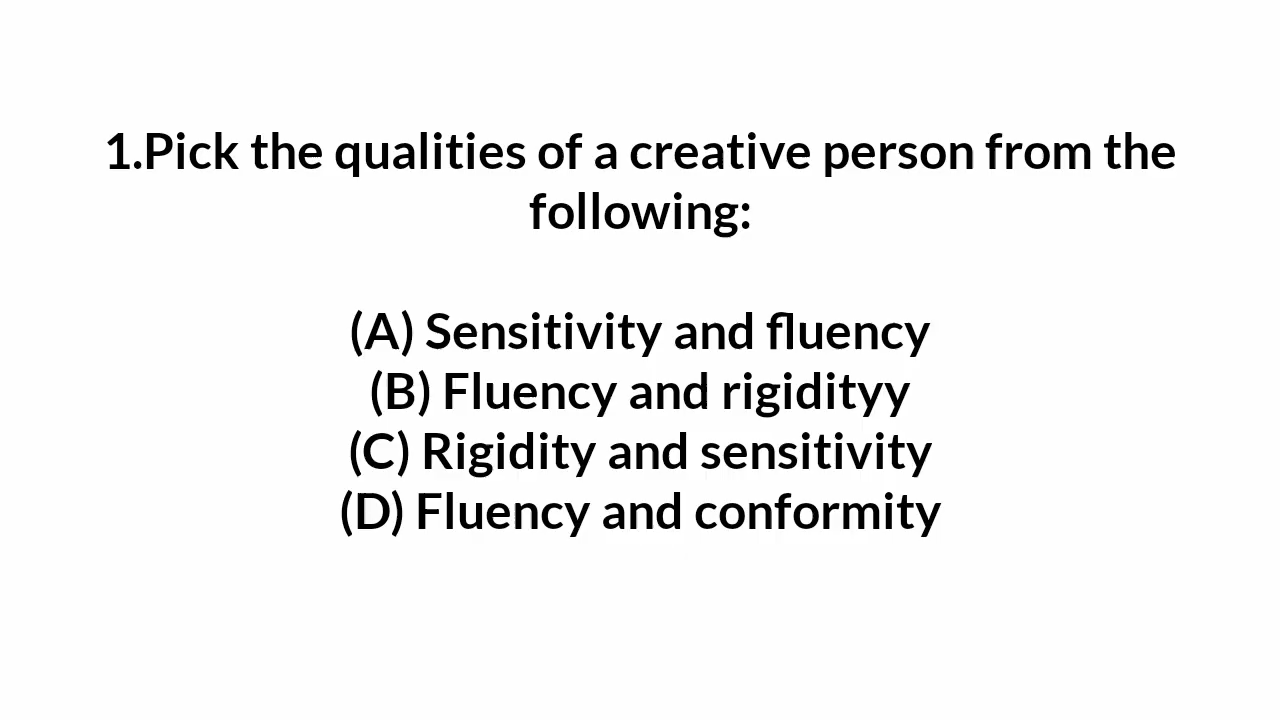 1.Pick the qualities of a creative person from the
following:
(A) Sensitivity and fluency
(B) Fluency and rigidityy
(C) Rigidity and sensitivity
(D) Fluency and conformity